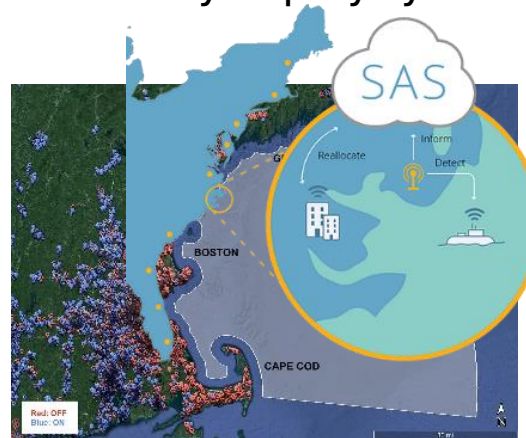 SAS
Inform
Reallocate
Detect
BOSTON
CAPE COD
Red: OFF
Blue: ON
N